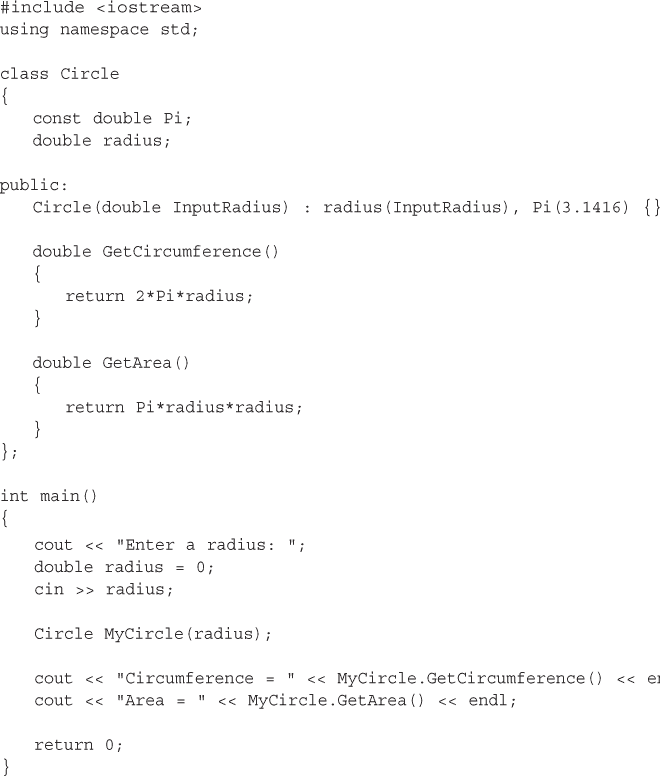 #include <iostream>
using namespace std;

class Circle
{
    const double Pi;
    double radius;

public:
    Circle(double InputRadius) : radius(InputRadius), Pi(3.1416) {}

    double GetCircumference()
    {
        return 2*Pi*radius;
    }

    double GetArea()
    {
        return Pi*radius*radius;
    }
};

int main()
{
    cout << "Enter a radius: ";
    double radius = 0;
    cin >> radius;

    Circle MyCircle(radius);

    cout << "Circumference = " << MyCircle.GetCircumference() <<
    cout << "Area = " << MyCircle.GetArea() << endl;

    return 0;
}